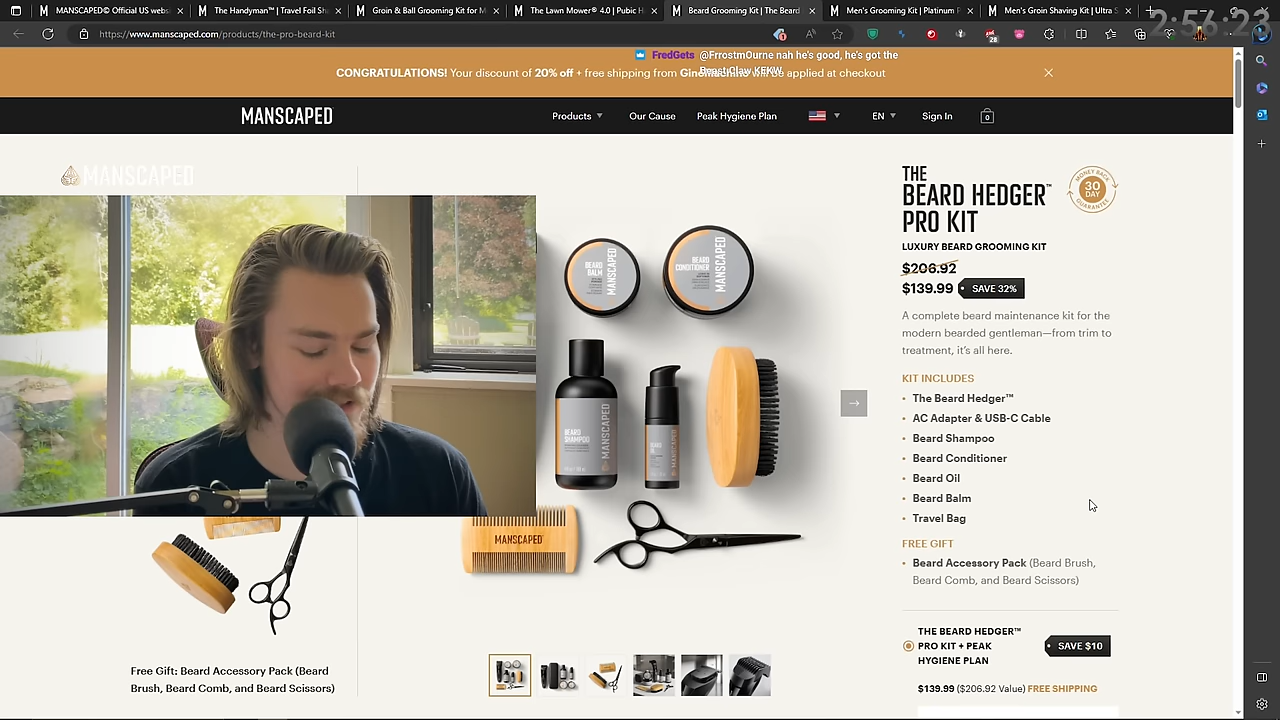 MANSCAPED© Official US webs
The Handyman™ | Travel Foil Sha
Groin & Ball Grooming Kit for M
The Lawn Mower® 4.0 | Pubic H
Beard Grooming Kit | The Beard
Men's Grooming Kit | Platinum P
Men's Groin Shaving Kit | Ultra S
2:56:23
https://www.manscaped.com/products/the-pro-beard-kit
28
FredGets @FrrostmOurne nah he's good, he's got the
CONGRATULATIONS! Your discount of 20% off + free shipping from
will be applied at checkout
MANSCAPED
Products
Our Cause
Peak Hygiene Plan
EN
Sign In
0
MANSCAPED
THE
BEARD HEDGER™
PRO KIT
MONEY BACK
30
DAY
GUARANTEE
LUXURY BEARD GROOMING KIT
$206.92
$139.99 SAVE 32%
A complete beard maintenance kit for the
modern bearded gentleman—from trim to
treatment, it's all here.
KIT INCLUDES
• The Beard Hedger™
• AC Adapter & USB-C Cable
• Beard Shampoo
• Beard Conditioner
• Beard Oil
• Beard Balm
• Travel Bag
FREE GIFT
• Beard Accessory Pack (Beard Brush,
Beard Comb, and Beard Scissors)
THE BEARD HEDGER™
PRO KIT + PEAK
HYGIENE PLAN
SAVE $10
$139.99 ($206.92 Value) FREE SHIPPING
BEARD
BALM
MANSCAPED
BEARD
CONDITIONER
MANSCAPED
BEARD
SHAMPOO
MANSCAPED
BEARD
MANSCAPED
MANSCAPED
Free Gift: Beard Accessory Pack (Beard
Brush, Beard Comb, and Beard Scissors)